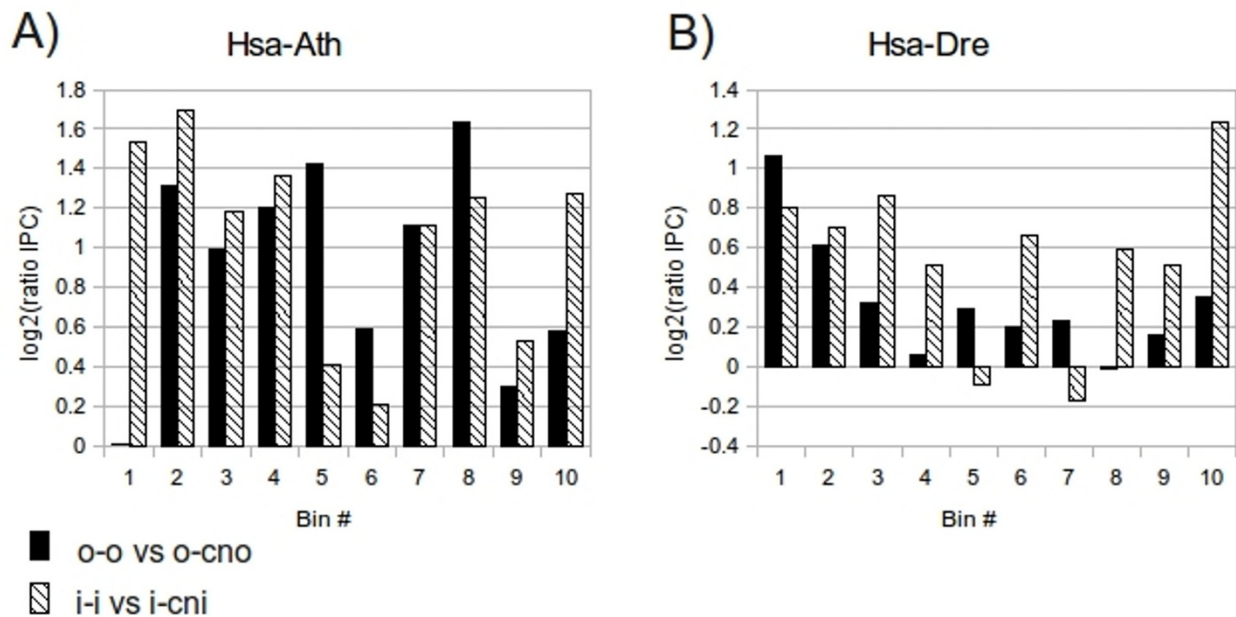 A)
Hsa-Ath
1.8
1.6
1.4
1.2
1
0.8
0.6
0.4
0.2
0
log2(ratio IPC)
1 2 3 4 5 6 7 8 9 10
Bin #
B)
Hsa-Dre
1.4
1.2
1
0.8
0.6
0.4
0.2
0
-0.2
-0.4
log2(ratio IPC)
1 2 3 4 5 6 7 8 9 10
Bin #
o-o vs o-cno
i-i vs i-cni